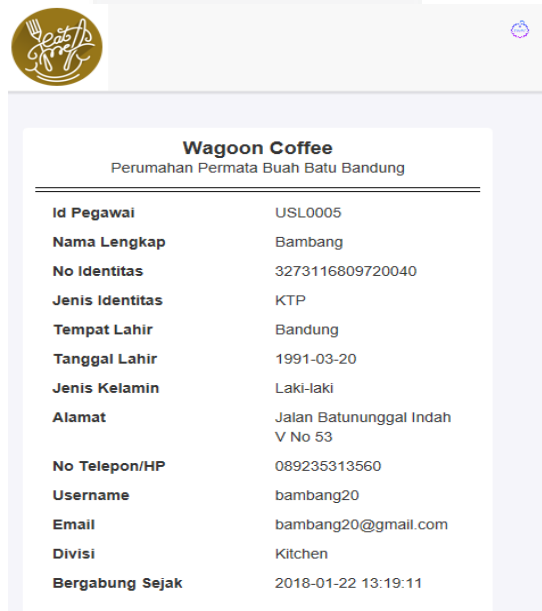 Eat Me
Wagoon Coffee
Perumahan Permata Buah Batu Bandung
Id Pegawai USL0005
Nama Lengkap Bambang
No Identitas 3273116809720040
Jenis Identitas KTP
Tempat Lahir Bandung
Tanggal Lahir 1991-03-20
Jenis Kelamin Laki-laki
Alamat Jalan Batununggal Indah
V No 53
No Telepon/HP 089235313560
Username bambang20
Email bambang20@gmail.com
Divisi Kitchen
Bergabung Sejak 2018-01-22 13:19:11